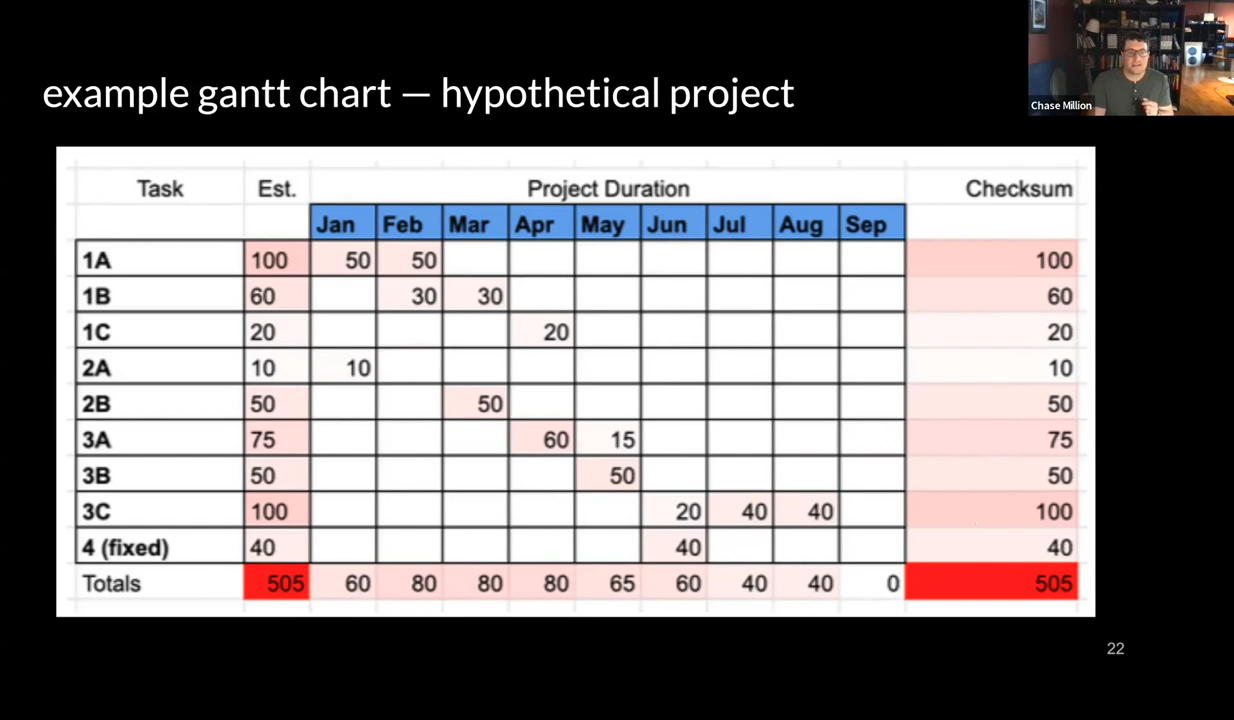 Chase Million
example gantt chart — hypothetical project
Task Est. Project Duration Checksum
Jan Feb Mar Apr May Jun Jul Aug Sep
1A 100 50 50 100
1B 60 30 30 60
1C 20 20 20
2A 10 10 10
2B 50 50 50
3A 75 60 15 75
3B 50 50 50
3C 100 20 40 40 100
4 (fixed) 40 40 40
Totals 505 60 80 80 80 65 60 40 40 0 505
22